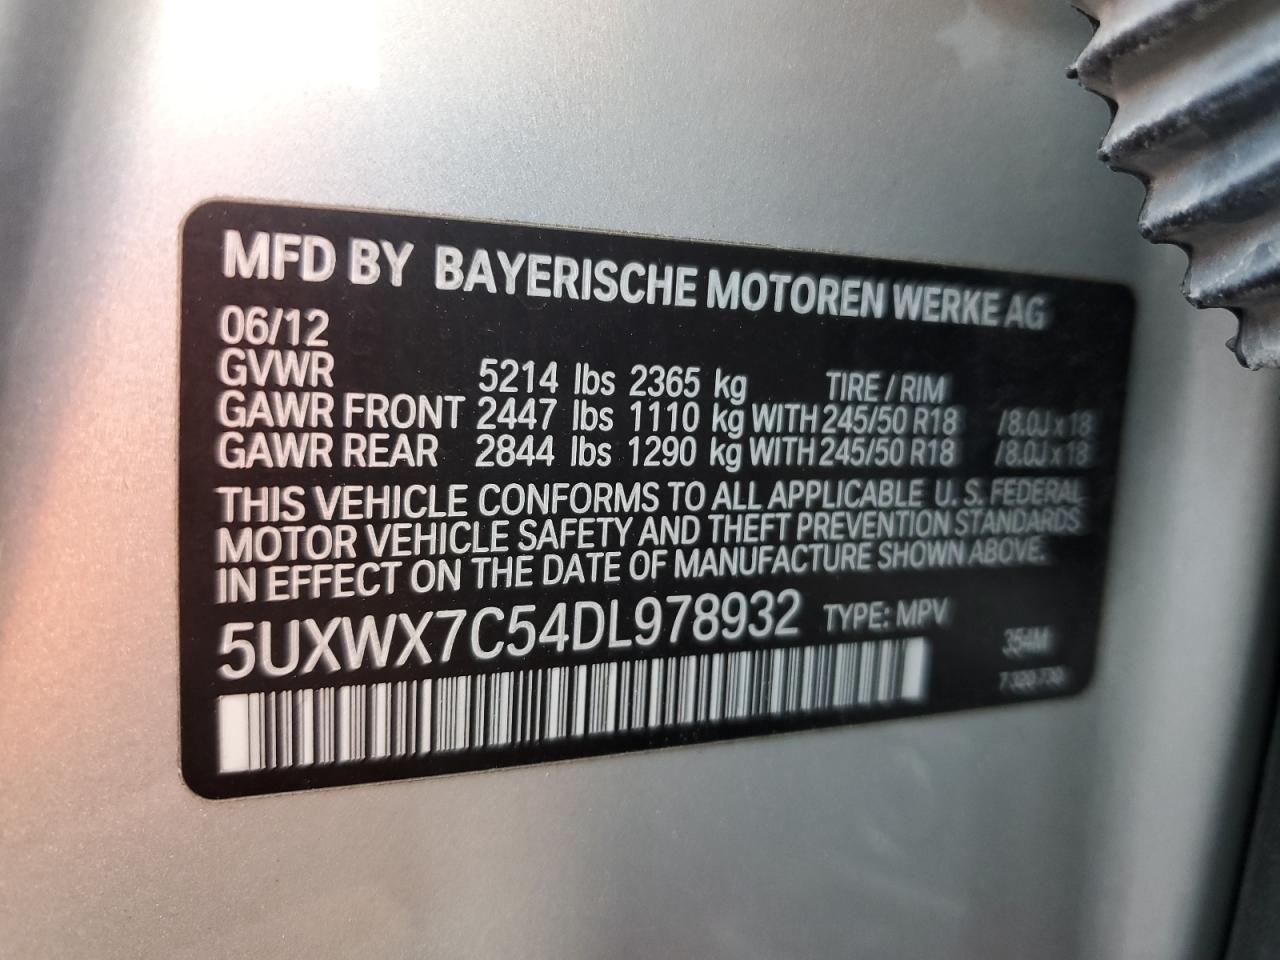 MFD BY BAYERISCHE MOTOREN WERKE AG
06/12
GVWR 5214 lbs 2365 kg TIRE / RIM
GAWR FRONT 2447 lbs 1110 kg WITH 245/50 R18 /8.0J x 18
GAWR REAR 2844 lbs 1290 kg WITH 245/50 R18 /8.0J x 18
THIS VEHICLE CONFORMS TO ALL APPLICABLE U. S. FEDERAL
MOTOR VEHICLE SAFETY AND THEFT PREVENTION STANDARDS
IN EFFECT ON THE DATE OF MANUFACTURE SHOWN ABOVE.
5UXWX7C54DL978932 TYPE: MPV
354M